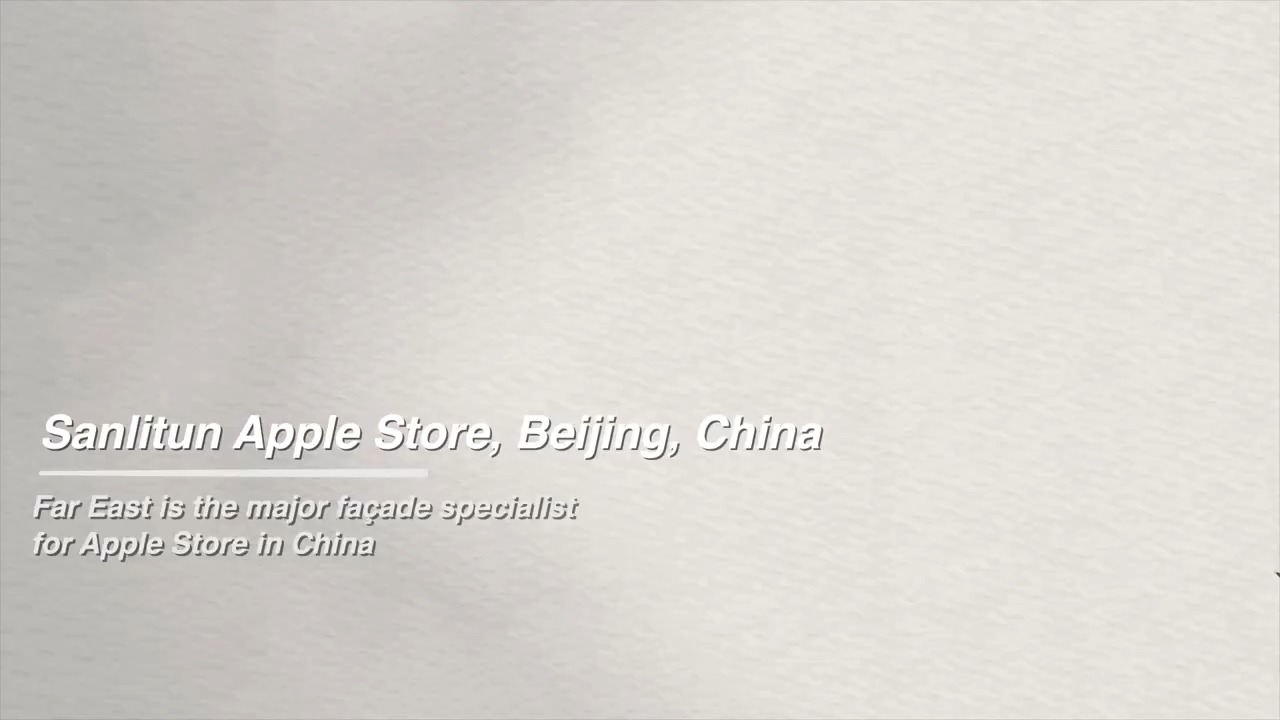 Sanlitun Apple Store, Beijing, China
Far East is the major façade specialist
for Apple Store in China